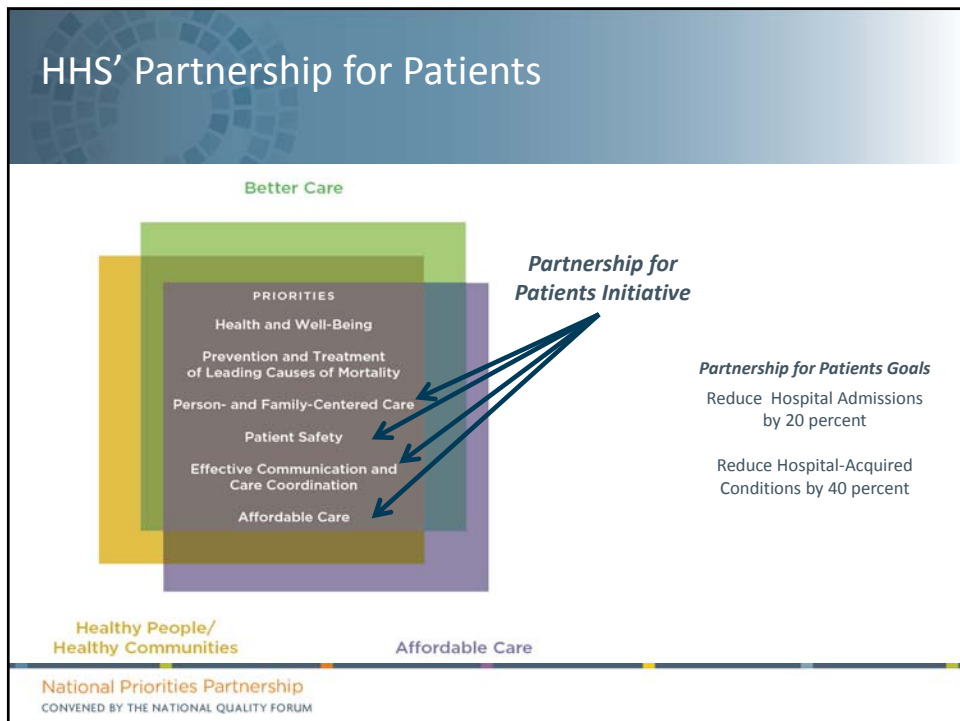 HHS’ Partnership for Patients
Better Care
PRIORITIES
Health and Well-Being
Prevention and Treatment
of Leading Causes of Mortality
Person- and Family-Centered Care
Patient Safety
Effective Communication and
Care Coordination
Affordable Care
Partnership for
Patients Initiative
Partnership for Patients Goals
Reduce Hospital Admissions
by 20 percent
Reduce Hospital-Acquired
Conditions by 40 percent
Healthy People/
Healthy Communities
Affordable Care
National Priorities Partnership
CONVENED BY THE NATIONAL QUALITY FORUM